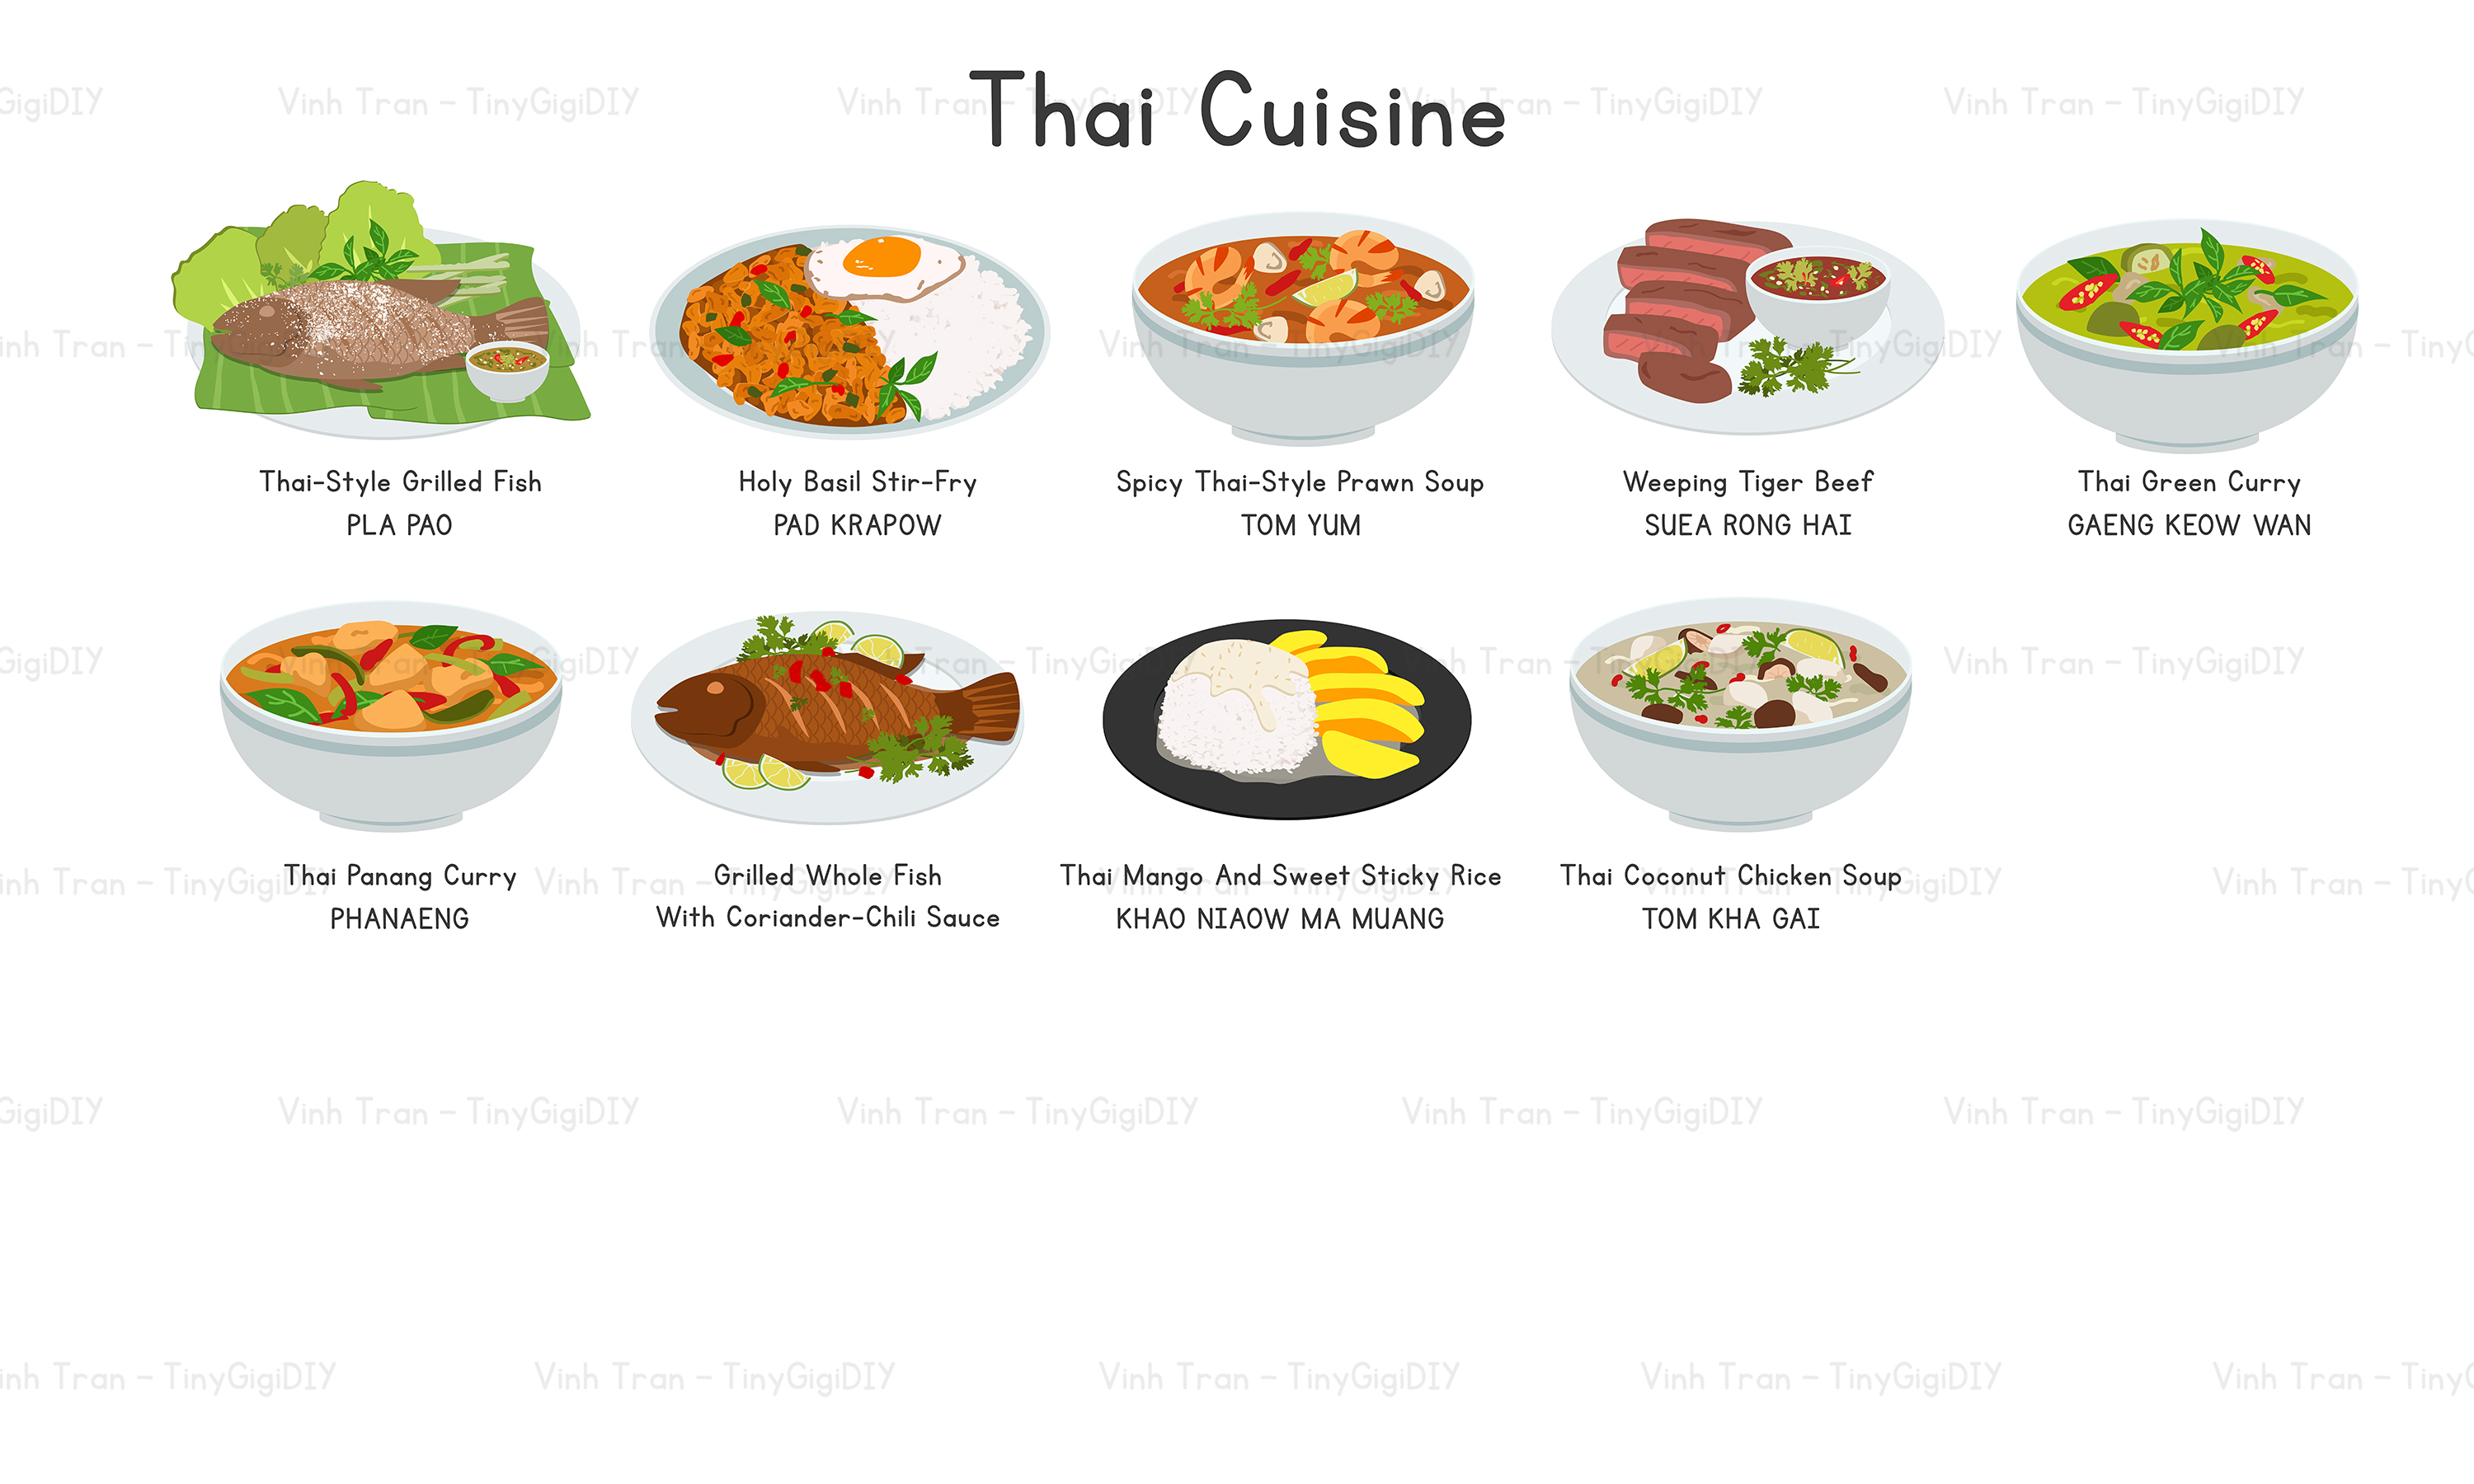 Thai Cuisine
Vinh Tran - TinyGigiDIY
Thai-Style Grilled Fish
PLA PAO
Holy Basil Stir-Fry
PAD KRAPOW
Spicy Thai-Style Prawn Soup
TOM YUM
Weeping Tiger Beef
SUEA RONG HAI
Thai Green Curry
GAENG KEOW WAN
Thai Panang Curry
PHANAENG
Grilled Whole Fish
With Coriander-Chili Sauce
Thai Mango And Sweet Sticky Rice
KHAO NIAOW MA MUANG
Thai Coconut Chicken Soup
TOM KHA GAI